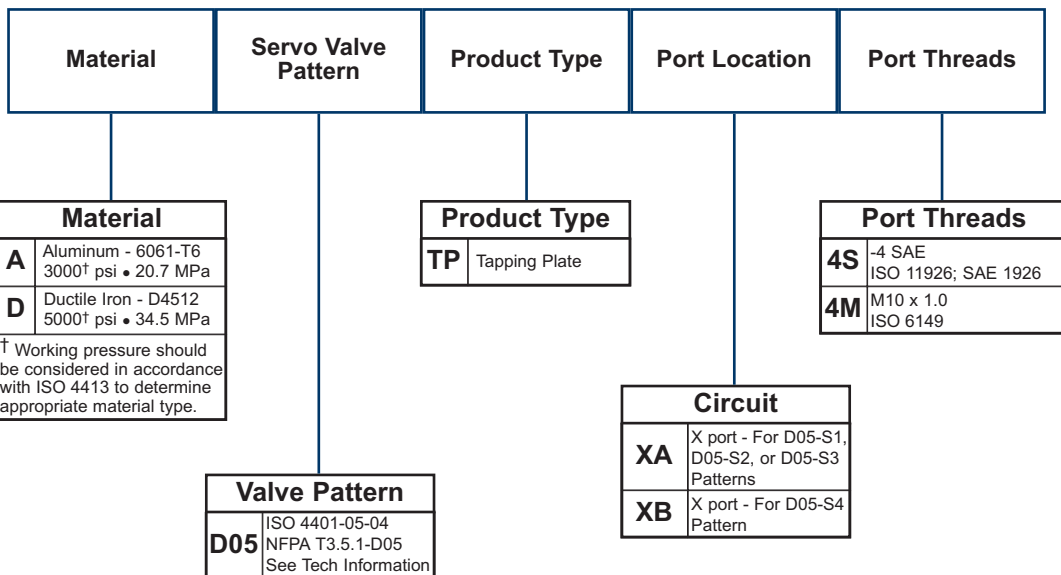 Material
Servo Valve
Pattern
Product Type
Port Location
Port Threads
Material
A
Aluminum - 6061-T6
3000† psi • 20.7 MPa
D
Ductile Iron - D4512
5000† psi • 34.5 MPa
† Working pressure should
be considered in accordance
with ISO 4413 to determine
appropriate material type.
Product Type
TP
Tapping Plate
Port Threads
4S
-4 SAE
ISO 11926; SAE 1926
4M
M10 x 1.0
ISO 6149
Circuit
XA
X port - For D05-S1,
D05-S2, or D05-S3
Patterns
XB
X port - For D05-S4
Pattern
Valve Pattern
D05
ISO 4401-05-04
NFPA T3.5.1-D05
See Tech Information